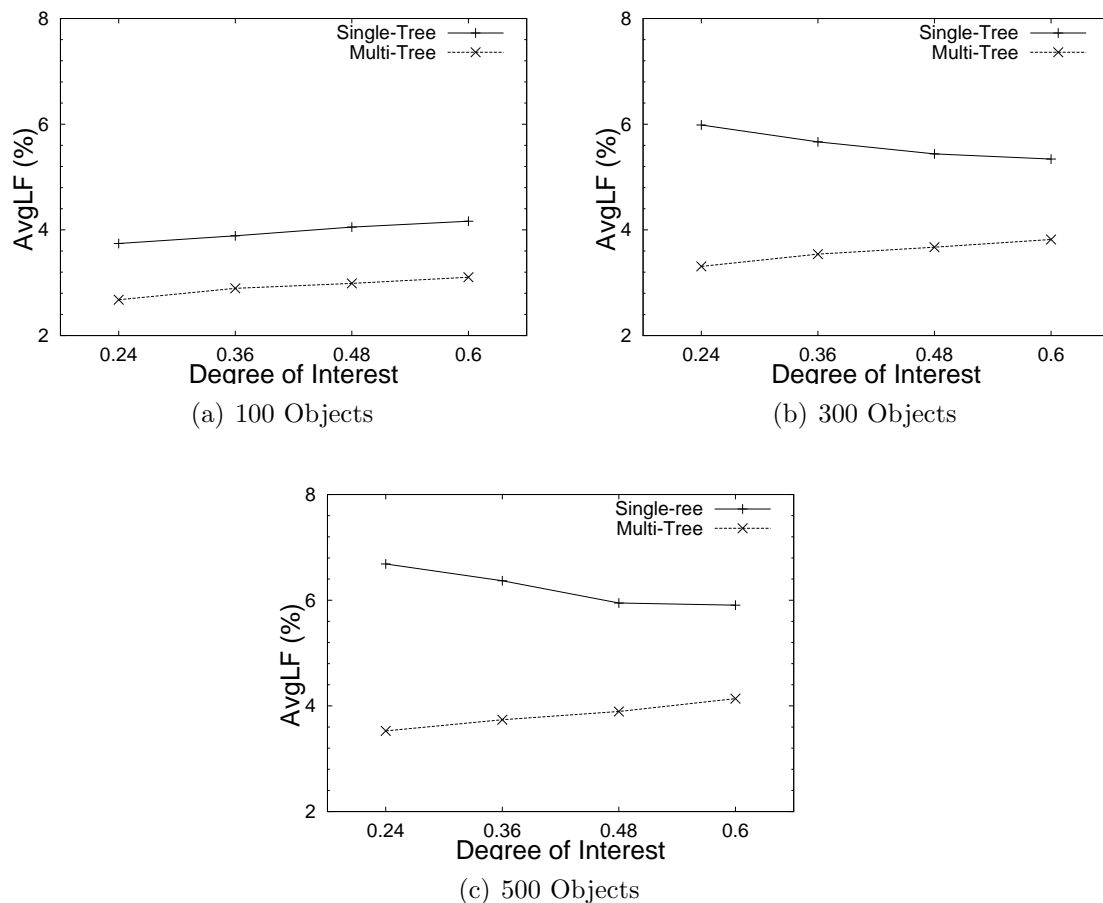 8
6
4
2
AvgLF (%)
Single-Tree
Multi-Tree
0.24 0.36 0.48 0.6
Degree of Interest
(a) 100 Objects
8
6
4
2
AvgLF (%)
Single-Tree
Multi-Tree
0.24 0.36 0.48 0.6
Degree of Interest
(b) 300 Objects
8
6
4
2
AvgLF (%)
Single-ree
Multi-Tree
0.24 0.36 0.48 0.6
Degree of Interest
(c) 500 Objects